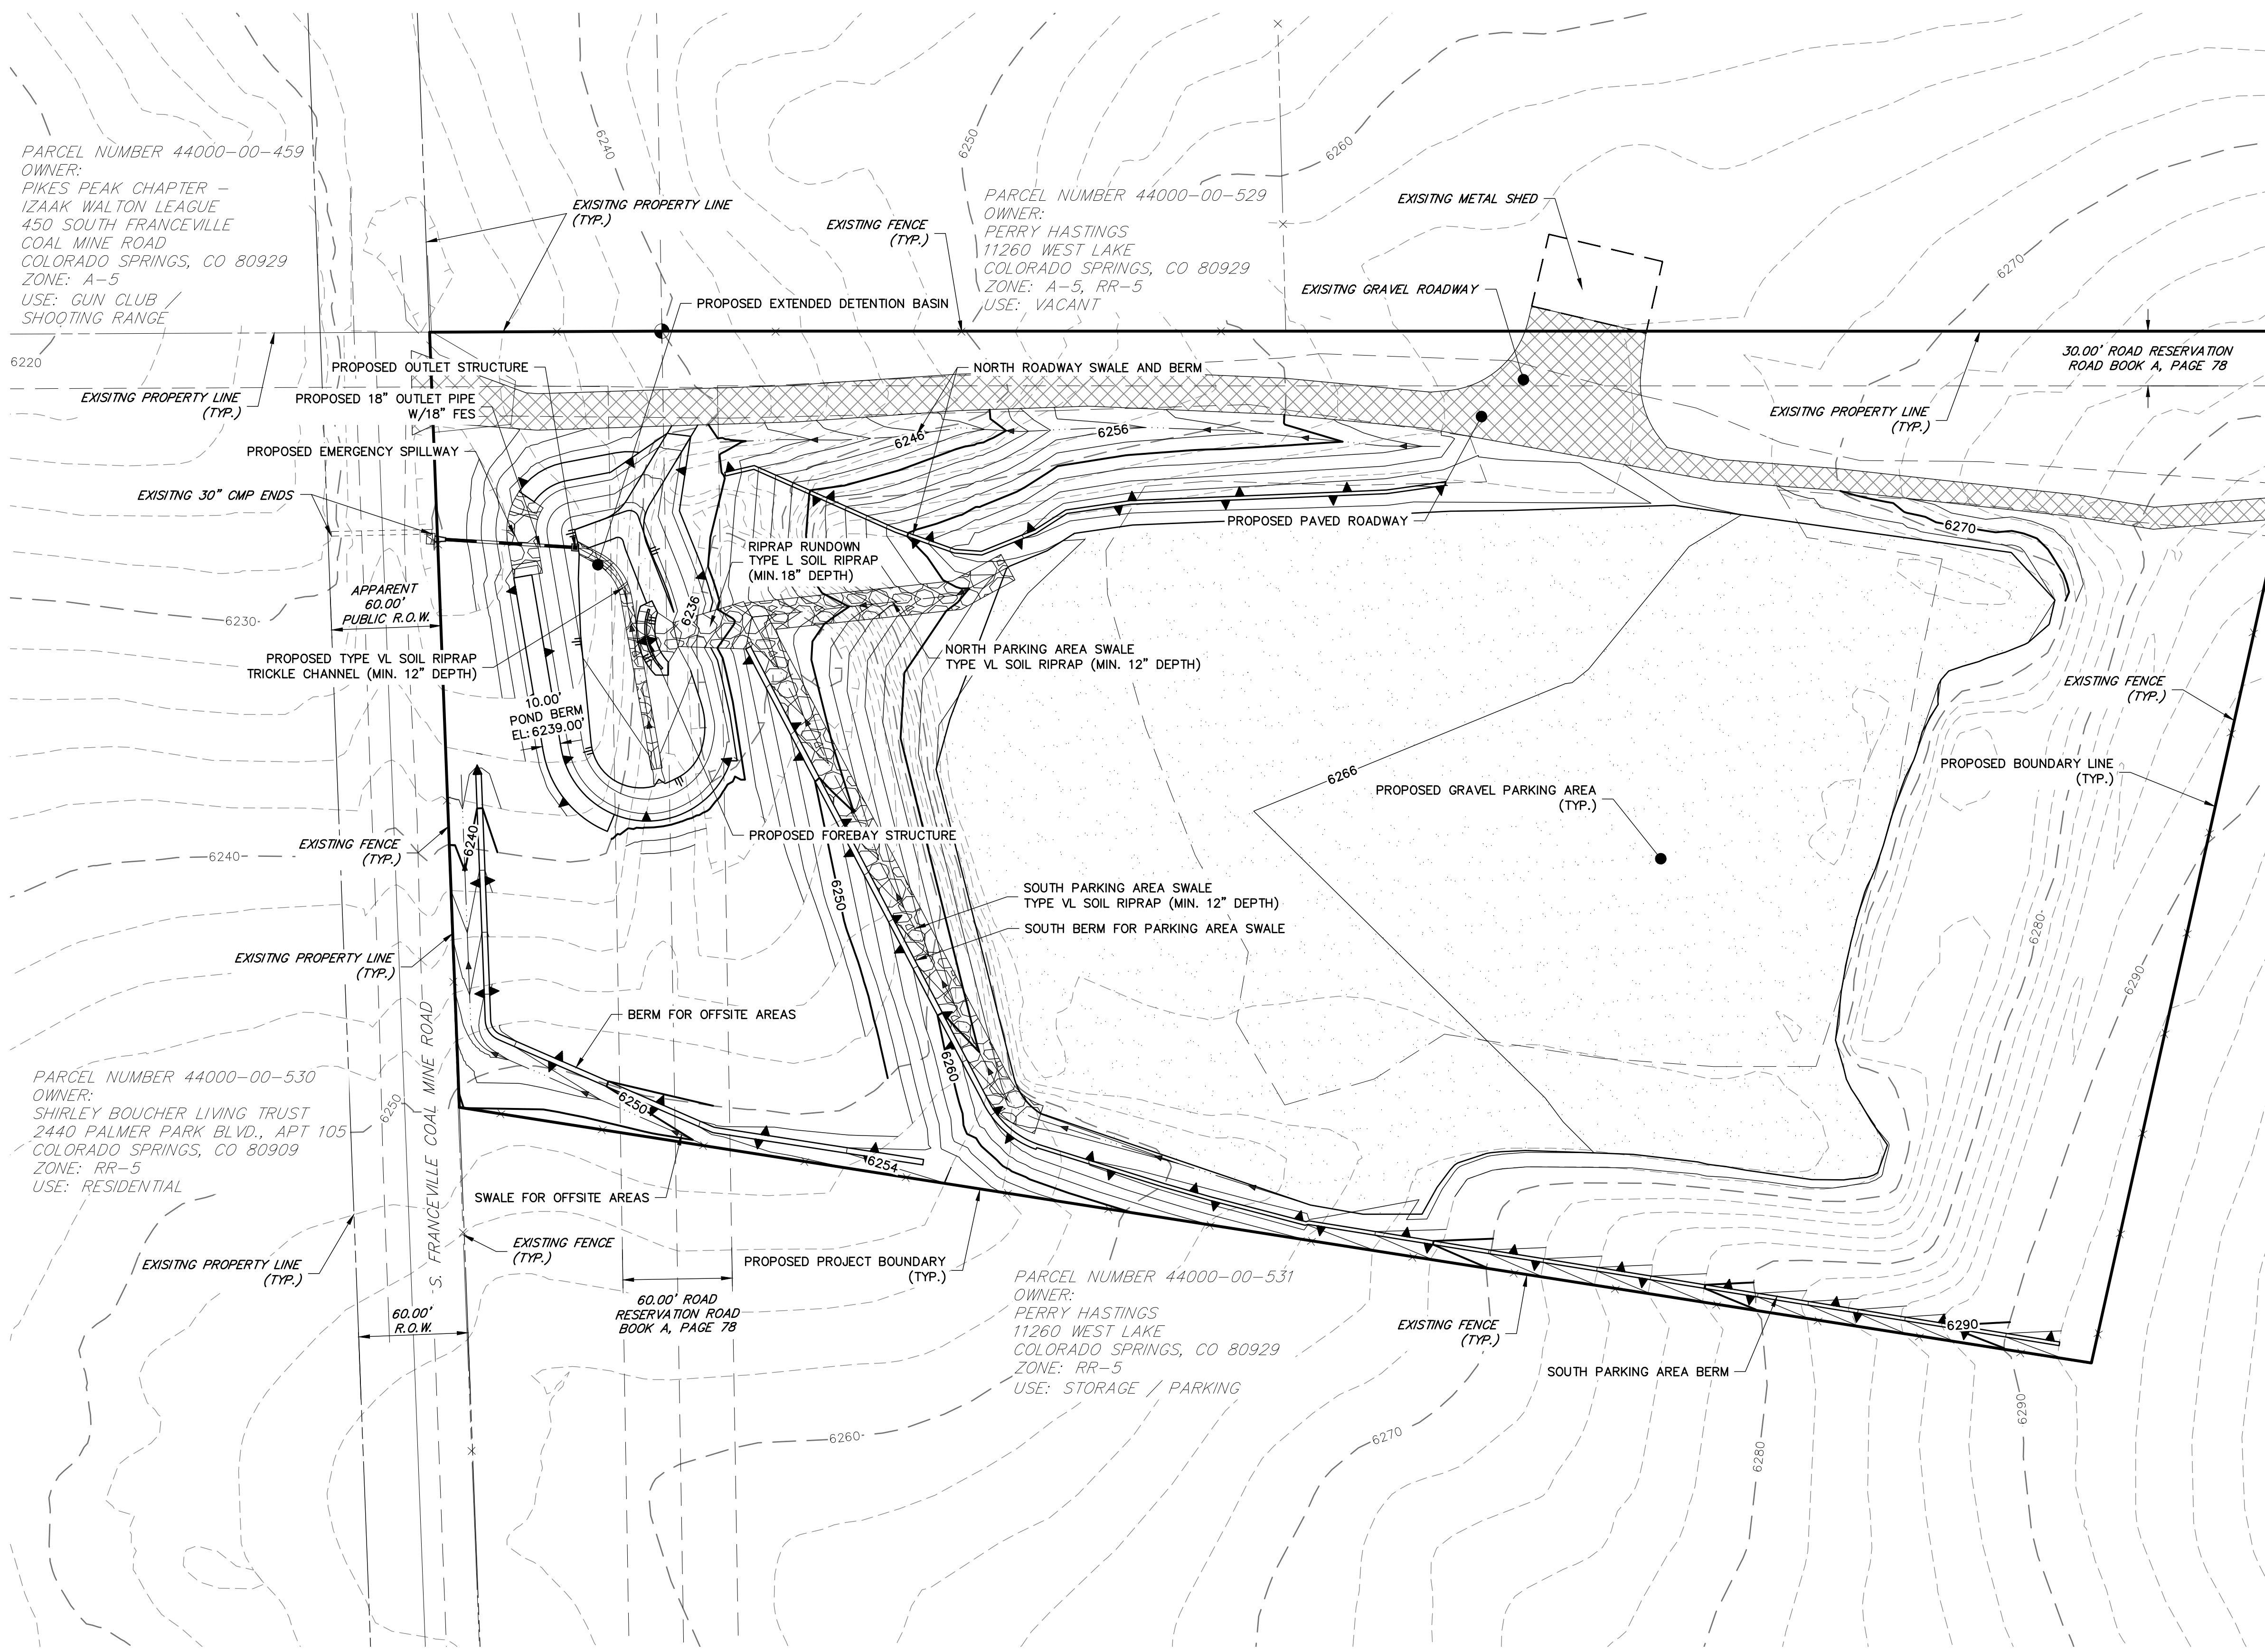 PARCEL NUMBER 44000-00-459
OWNER:
PIKES PEAK CHAPTER -
IZAAK WALTON LEAGUE
450 SOUTH FRANCEVILLE
COAL MINE ROAD
COLORADO SPRINGS, CO 80929
ZONE: A-5
USE: GUN CLUB /
SHOOTING RANGE
6220
6240
EXISITNG PROPERTY LINE
(TYP.)
EXISTING FENCE
(TYP.)
6250
PARCEL NUMBER 44000-00-529
OWNER:
PERRY HASTINGS
11260 WEST LAKE
COLORADO SPRINGS, CO 80929
ZONE: A-5, RR-5
USE: VACANT
6260
EXISITNG METAL SHED
EXISITNG GRAVEL ROADWAY
6270
PROPOSED EXTENDED DETENTION BASIN
30.00' ROAD RESERVATION
ROAD BOOK A, PAGE 78
EXISITNG PROPERTY LINE
(TYP.)
EXISITNG PROPERTY LINE
(TYP.)
PROPOSED OUTLET STRUCTURE
PROPOSED 18" OUTLET PIPE
W/18" FES
NORTH ROADWAY SWALE AND BERM
PROPOSED EMERGENCY SPILLWAY
6246
6256
EXISITNG 30" CMP ENDS
PROPOSED PAVED ROADWAY
6270
RIPRAP RUNDOWN
TYPE L SOIL RIPRAP
(MIN.18" DEPTH)
APPARENT
60.00'
PUBLIC R.O.W.
6230
6236
PROPOSED TYPE VL SOIL RIPRAP
TRICKLE CHANNEL (MIN. 12" DEPTH)
NORTH PARKING AREA SWALE
TYPE VL SOIL RIPRAP (MIN. 12" DEPTH)
10.00'
POND BERM
EL: 6239.00'
EXISTING FENCE
(TYP.)
6266
PROPOSED GRAVEL PARKING AREA
(TYP.)
PROPOSED BOUNDARY LINE
(TYP.)
PROPOSED FOREBAY STRUCTURE
6240
EXISTING FENCE
(TYP.)
6240
6250
SOUTH PARKING AREA SWALE
TYPE VL SOIL RIPRAP (MIN. 12" DEPTH)
SOUTH BERM FOR PARKING AREA SWALE
6280
6290
EXISITNG PROPERTY LINE
(TYP.)
BERM FOR OFFSITE AREAS
S. FRANCEVILLE COAL MINE ROAD
6260
PARCEL NUMBER 44000-00-530
OWNER:
SHIRLEY BOUCHER LIVING TRUST
2440 PALMER PARK BLVD., APT 105
COLORADO SPRINGS, CO 80909
ZONE: RR-5
USE: RESIDENTIAL
6250
6250
6254
SWALE FOR OFFSITE AREAS
EXISITNG PROPERTY LINE
(TYP.)
EXISTING FENCE
(TYP.)
PROPOSED PROJECT BOUNDARY
(TYP.)
60.00'
R.O.W.
60.00' ROAD
RESERVATION ROAD
BOOK A, PAGE 78
PARCEL NUMBER 44000-00-531
OWNER:
PERRY HASTINGS
11260 WEST LAKE
COLORADO SPRINGS, CO 80929
ZONE: RR-5
USE: STORAGE / PARKING
EXISTING FENCE
(TYP.)
6290
SOUTH PARKING AREA BERM
6260
6270
6280
6290